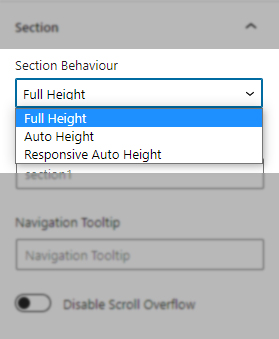 Section
Section Behaviour
Full Height
Full Height
Auto Height
Responsive Auto Height
section1
Navigation Tooltip
Navigation Tooltip
Disable Scroll Overflow